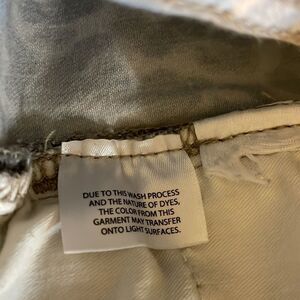 DUE TO THIS WASH PROCESS
AND THE NATURE OF DYES,
THE COLOR FROM THIS
GARMENT MAY TRANSFER
ONTO LIGHT SURFACES.